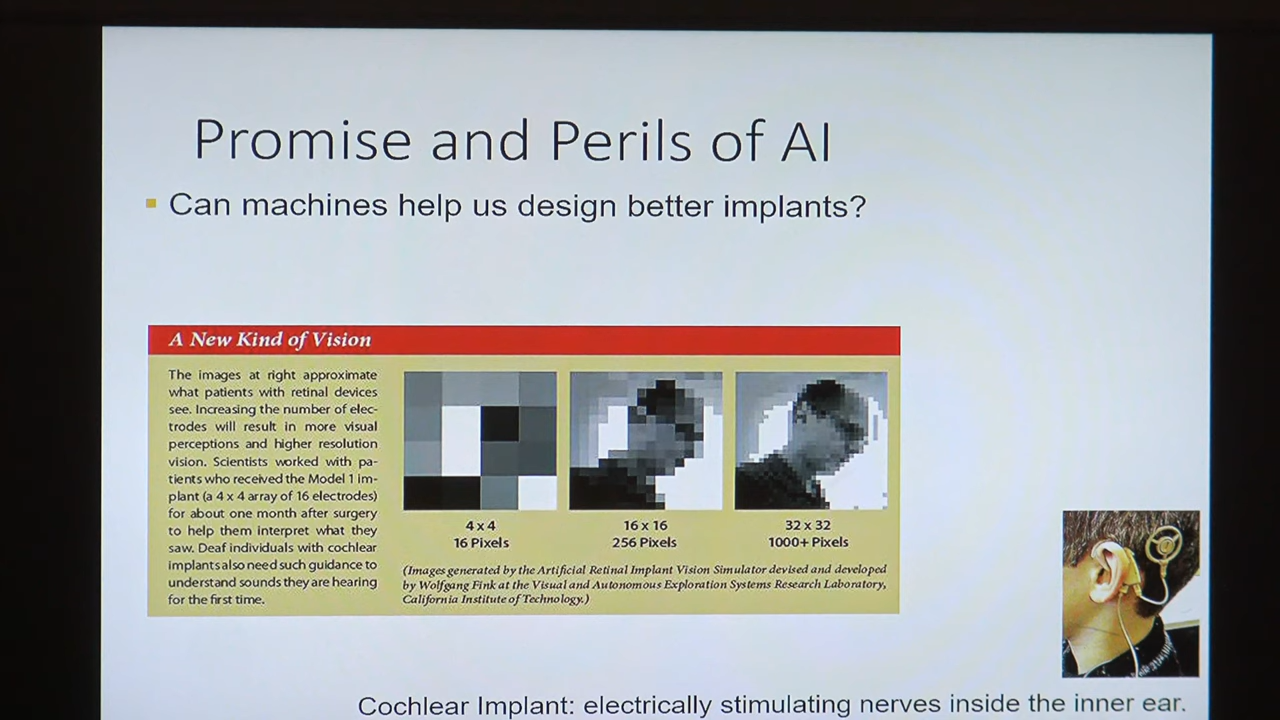 Promise and Perils of AI
Can machines help us design better implants?
A New Kind of Vision
The images at right approximate
what patients with retinal devices
see. Increasing the number of elec-
trodes will result in more visual
perceptions and higher resolution
vision. Scientists worked with pa-
tients who received the Model 1 im-
plant (a 4 x 4 array of 16 electrodes)
for about one month after surgery
to help them interpret what they
saw. Deaf individuals with cochlear
implants also need such guidance to
understand sounds they are hearing
for the first time.
4 x 4
16 Pixels
16 x 16
256 Pixels
32 x 32
1000+ Pixels
(Images generated by the Artificial Retinal Implant Vision Simulator devised and developed
by Wolfgang Fink at the Visual and Autonomous Exploration Systems Research Laboratory,
California Institute of Technology.)
Cochlear Implant: electrically stimulating nerves inside the inner ear.